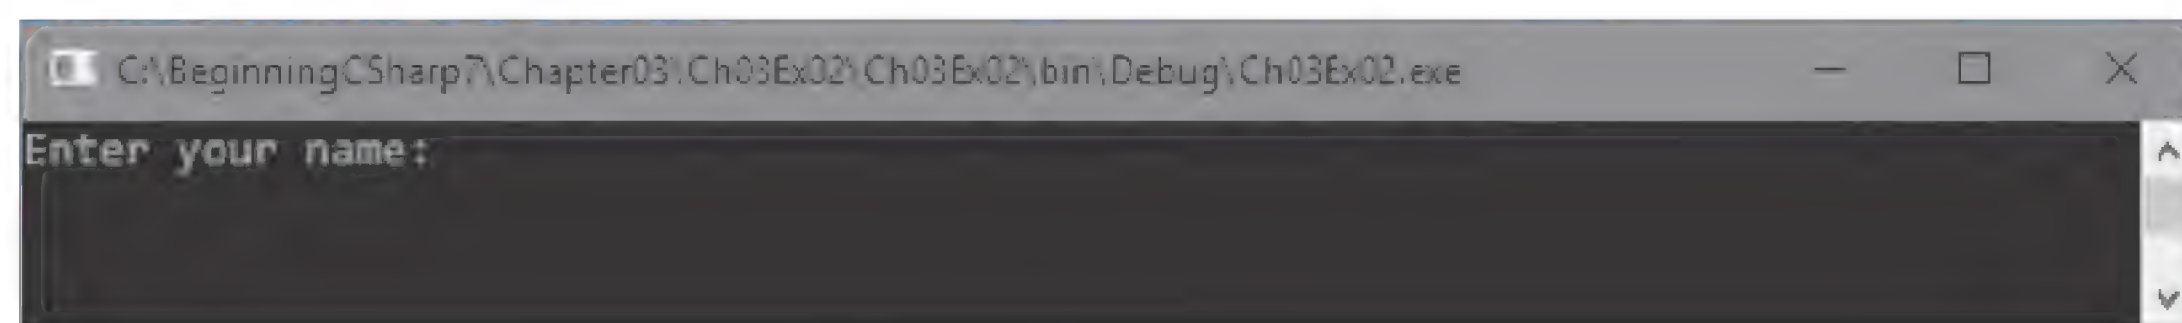 C:\BeginningCSharp7\Chapter03\Ch03Ex02\Ch03Ex02\bin\Debug\Ch03Ex02.exe
Enter your name: